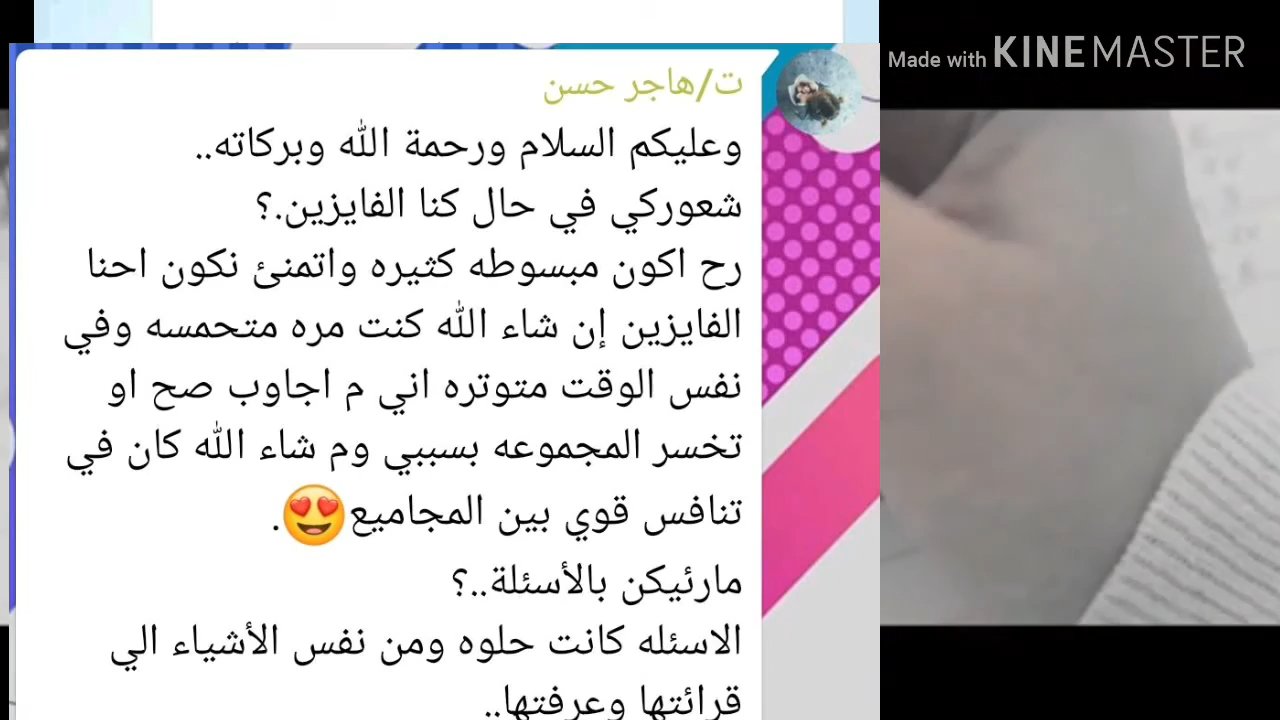 Made with KINEMASTER
ت/هاجر حسن
وعليكم السلام ورحمة الله وبركاته..
شعوركي في حال كنا الفايزين.؟
رح اكون مبسوطه كثيره واتمنئ نكون احنا
الفايزين إن شاء الله كنت مره متحمسه وفي
نفس الوقت متوتره اني م اجاوب صح او
تخسر المجموعه بسببي وم شاء الله كان في
تنافس قوي بين المجاميع😍.
مارئيكن بالأسئلة..؟
الاسئله كانت حلوه ومن نفس الأشياء الي
قرائتها وعرفتها..